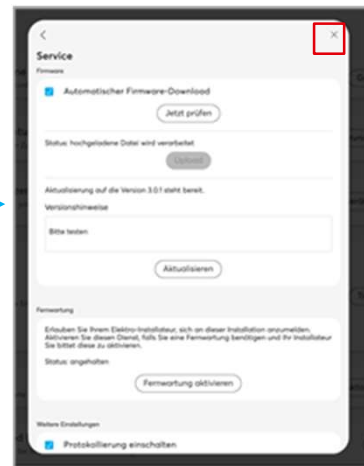 Service
Firmware
Automatischer Firmware-Download
Jetzt prüfen
Status: hochgeladene Datei wird verarbeitet
Upload
Aktualisierung auf die Version 3.0.1 steht bereit.
Versionshinweise
Bitte testen
Aktualisieren
Fernwartung
Erlauben Sie Ihrem Elektro-Installateur, sich an dieser Installation anzumelden.
Aktivieren Sie diesen Dienst, falls Sie eine Fernwartung benötigen und Ihr Installateur
Sie bittet diese zu aktivieren.
Status: angehalten
Fernwartung aktivieren
Weitere Einstellungen
Protokollierung einschalten